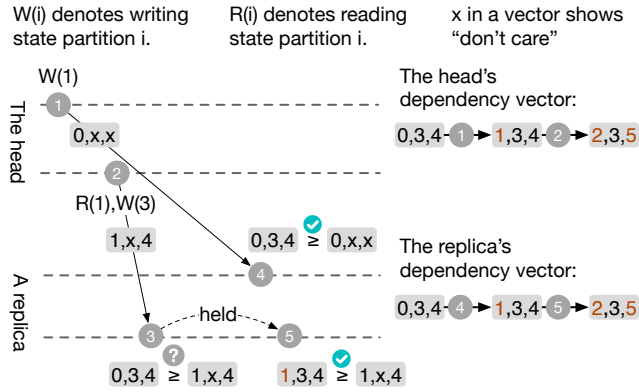 W(i) denotes writing
state partition i.
R(i) denotes reading
state partition i.
x in a vector shows
“don’t care”
The head
W(1)
1
0,x,x
2
R(1),W(3)
1,x,4
0,3,4 ≥ 0,x,x
4
A replica
held
3
5
?
0,3,4 ≥ 1,x,4
1,3,4 ≥ 1,x,4
The head’s
dependency vector:
0,3,4 1 1,3,4 2 2,3,5
The replica’s
dependency vector:
0,3,4 4 1,3,4 5 2,3,5